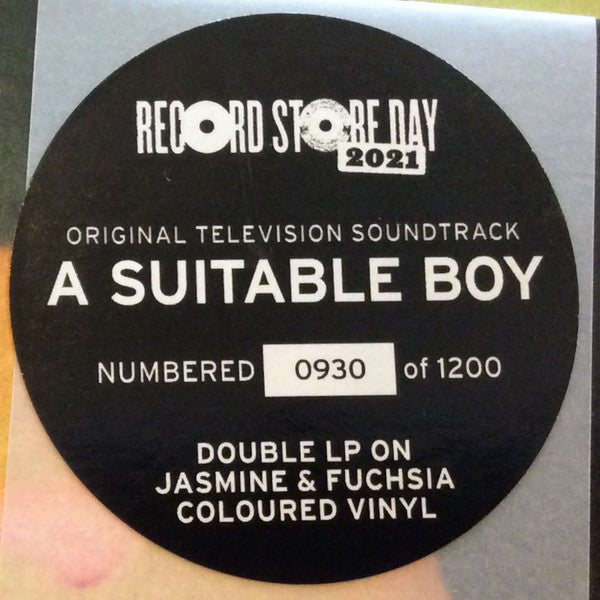 RECORD STORE DAY
2021
ORIGINAL TELEVISION SOUNDTRACK
A SUITABLE BOY
NUMBERED 0930 of 1200
DOUBLE LP ON
JASMINE & FUCHSIA
COLOURED VINYL